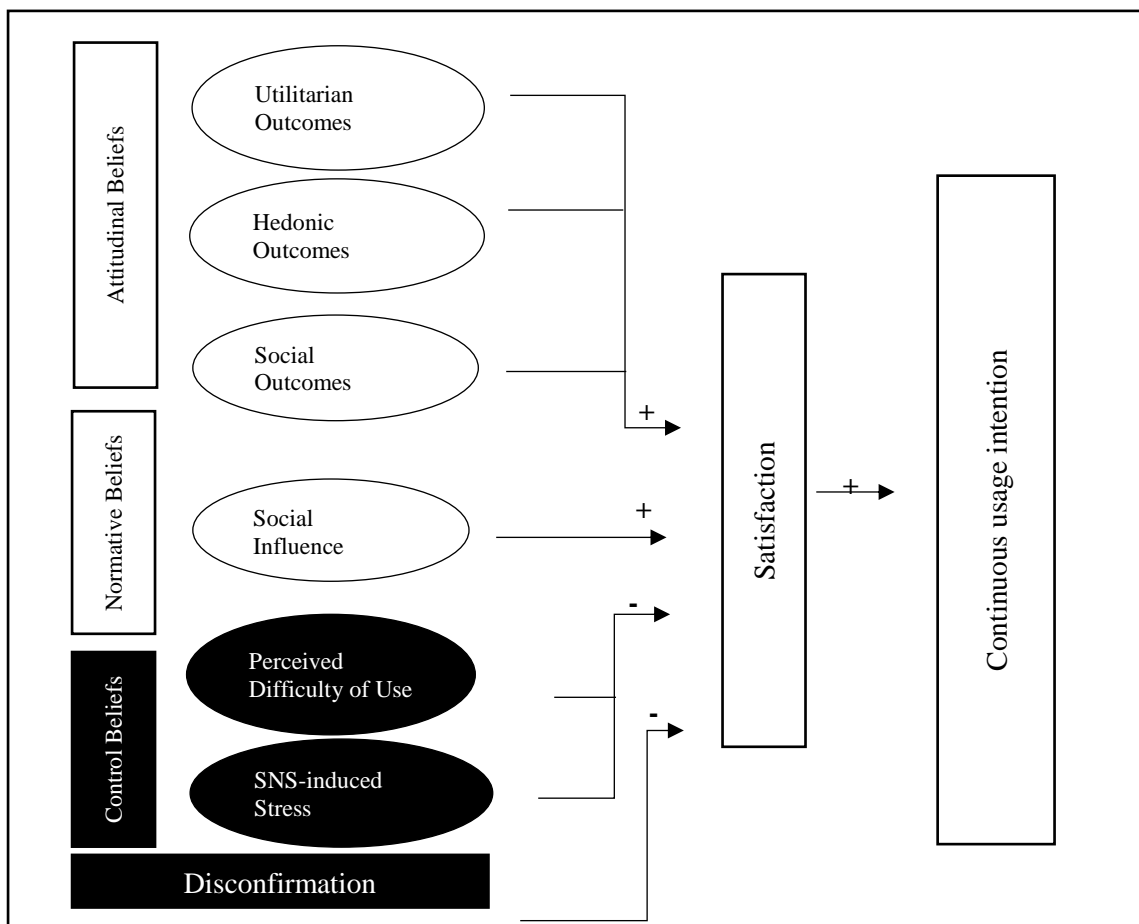 Attitudinal Beliefs
Utilitarian
Outcomes
Hedonic
Outcomes
Social
Outcomes
+
Normative Beliefs
Social
Influence
+
Control Beliefs
Perceived
Difficulty of Use
-
SNS-induced
Stress
-
Disconfirmation
Satisfaction
+
Continuous usage intention